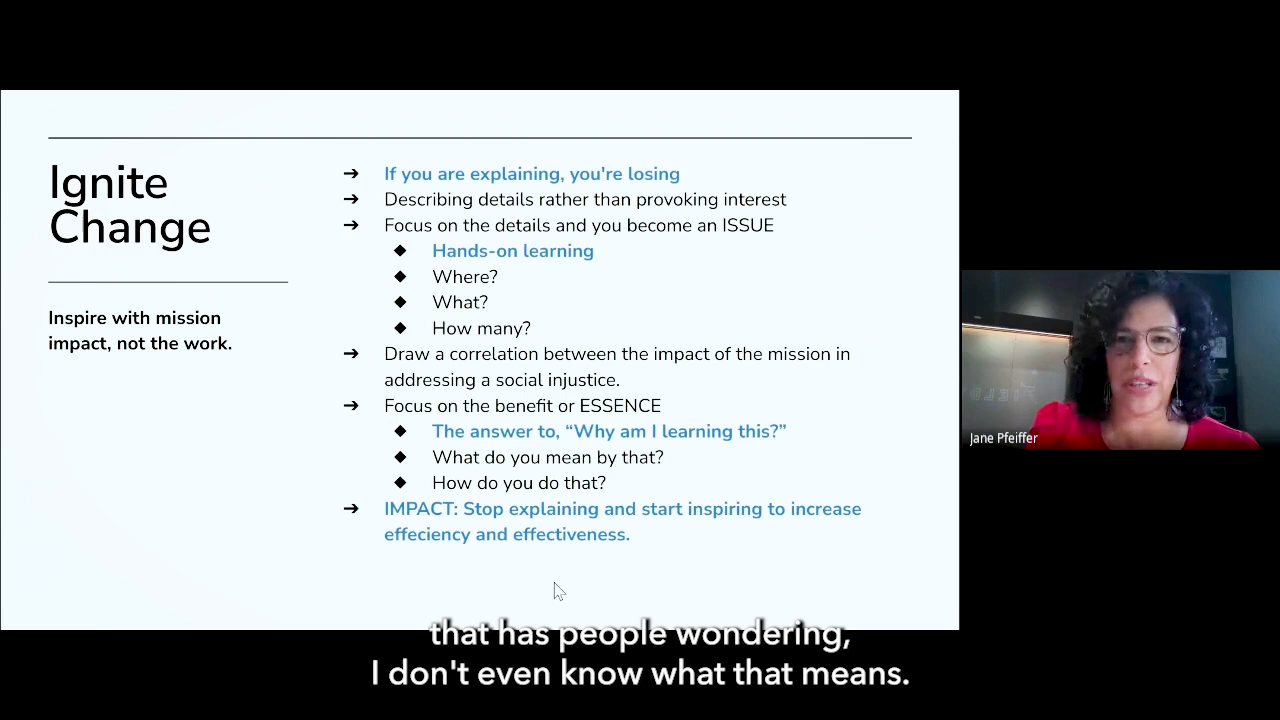 Ignite
Change
Inspire with mission
impact, not the work.
➔ If you are explaining, you're losing
➔ Describing details rather than provoking interest
➔ Focus on the details and you become an ISSUE
◆ Hands-on learning
◆ Where?
◆ What?
◆ How many?
➔ Draw a correlation between the impact of the mission in
addressing a social injustice.
➔ Focus on the benefit or ESSENCE
◆ The answer to, “Why am I learning this?”
◆ What do you mean by that?
◆ How do you do that?
➔ IMPACT: Stop explaining and start inspiring to increase
effeciency and effectiveness.
Jane Pfeiffer
that has people wondering,
I don't even know what that means.